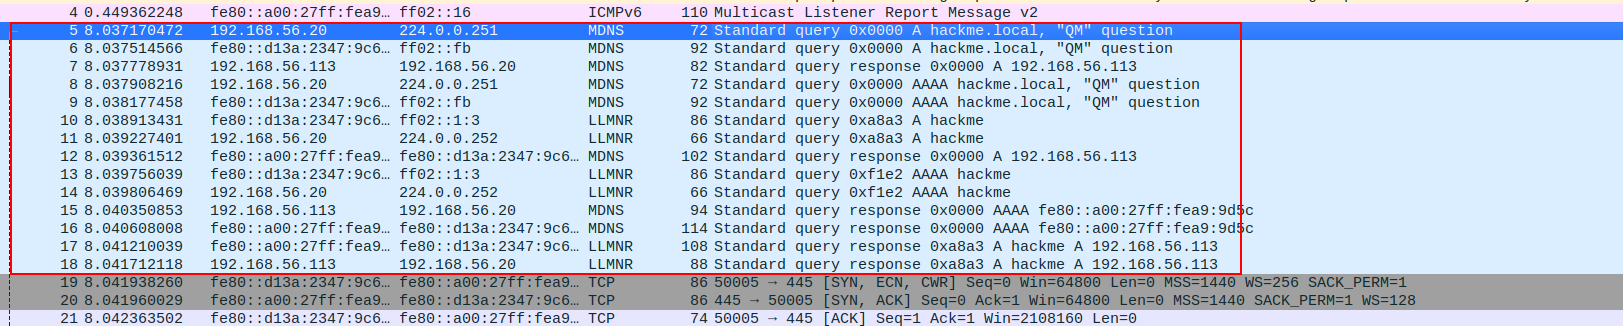 4 0.449362248 fe80::a00:27ff:fea9… ff02::16 ICMPv6 110 Multicast Listener Report Message v2
5 8.037170472 192.168.56.20 224.0.0.251 MDNS 72 Standard query 0x0000 A hackme.local, "QM" question
6 8.037514566 fe80::d13a:2347:9c6… ff02::fb MDNS 92 Standard query 0x0000 A hackme.local, "QM" question
7 8.037778931 192.168.56.113 192.168.56.20 MDNS 82 Standard query response 0x0000 A 192.168.56.113
8 8.037908216 192.168.56.20 224.0.0.251 MDNS 72 Standard query 0x0000 AAAA hackme.local, "QM" question
9 8.038177458 fe80::d13a:2347:9c6… ff02::fb MDNS 92 Standard query 0x0000 AAAA hackme.local, "QM" question
10 8.038913431 fe80::d13a:2347:9c6… ff02::1:3 LLMNR 86 Standard query 0xa8a3 A hackme
11 8.039227401 192.168.56.20 224.0.0.252 LLMNR 66 Standard query 0xa8a3 A hackme
12 8.039361512 fe80::a00:27ff:fea9… fe80::d13a:2347:9c6… MDNS 102 Standard query response 0x0000 A 192.168.56.113
13 8.039756039 fe80::d13a:2347:9c6… ff02::1:3 LLMNR 86 Standard query 0xf1e2 AAAA hackme
14 8.039806469 192.168.56.20 224.0.0.252 LLMNR 66 Standard query 0xf1e2 AAAA hackme
15 8.040350853 192.168.56.113 192.168.56.20 MDNS 94 Standard query response 0x0000 AAAA fe80::a00:27ff:fea9:9d5c
16 8.040608008 fe80::a00:27ff:fea9… fe80::d13a:2347:9c6… MDNS 114 Standard query response 0x0000 AAAA fe80::a00:27ff:fea9:9d5c
17 8.041210039 fe80::a00:27ff:fea9… fe80::d13a:2347:9c6… LLMNR 108 Standard query response 0xa8a3 A hackme A 192.168.56.113
18 8.041712118 192.168.56.113 192.168.56.20 LLMNR 88 Standard query response 0xa8a3 A hackme A 192.168.56.113
19 8.041938260 fe80::d13a:2347:9c6… fe80::a00:27ff:fea9… TCP 86 50005 → 445 [SYN, ECN, CWR] Seq=0 Win=64800 Len=0 MSS=1440 WS=256 SACK_PERM=1
20 8.041960029 fe80::a00:27ff:fea9… fe80::d13a:2347:9c6… TCP 86 445 → 50005 [SYN, ACK] Seq=0 Ack=1 Win=64800 Len=0 MSS=1440 SACK_PERM=1 WS=128
21 8.042363502 fe80::d13a:2347:9c6… fe80::a00:27ff:fea9… TCP 74 50005 → 445 [ACK] Seq=1 Ack=1 Win=2108160 Len=0